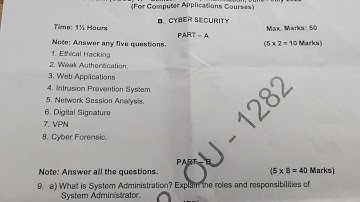 (For Computer Applications Courses)
B. CYBER SECURITY
Time: 1½ Hours Max. Marks: 50
PART – A
Note: Answer any five questions. (5 x 2 = 10 Marks)
1. Ethical Hacking
2. Weak Authentication.
3. Web Applications
4. Intrusion Prevention System
5. Network Session Analysis.
6. Digital Signature
7. VPN
8. Cyber Forensic.
OU - 1282
PART – B
Note: Answer all the questions. (5 x 8 = 40 Marks)
9. a) What is System Administration? Explain the roles and responsibilities of
System Administrator.